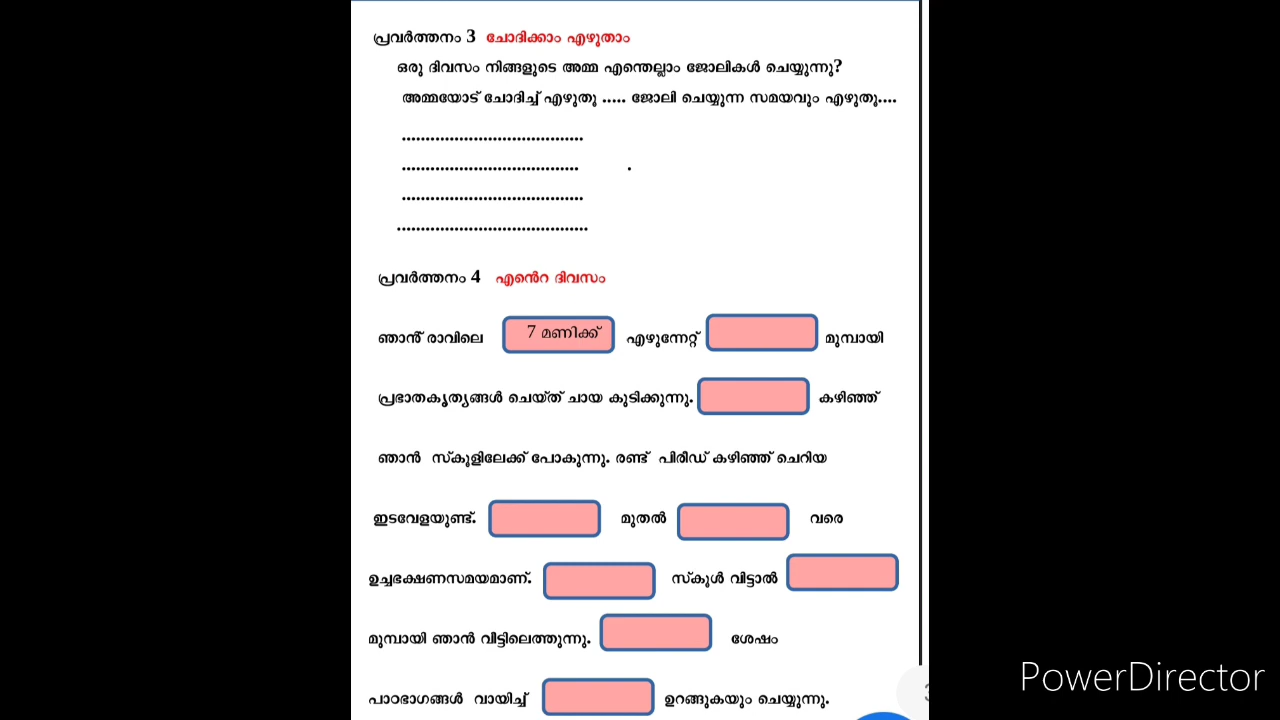 പ്രവർത്തനം 3 ചോദിക്കാം എഴുതാം
ഒരു ദിവസം നിങ്ങളുടെ അമ്മ എന്തെല്ലാം ജോലികൾ ചെയ്യുന്നു?
അമ്മയോട് ചോദിച്ച് എഴുതൂ ..... ജോലി ചെയ്യുന്ന സമയവും എഴുതൂ....
.......................................
...................................... .
.......................................
.........................................
പ്രവർത്തനം 4 എൻെറ ദിവസം
ഞാൻ രാവിലെ 7 മണിക്ക് എഴുന്നേറ്റ് മുമ്പായി
പ്രഭാതകൃത്യങ്ങൾ ചെയ്ത് ചായ കുടിക്കുന്നു. കഴിഞ്ഞ്
ഞാൻ സ്കൂളിലേക്ക് പോകുന്നു. രണ്ട് പിരീഡ് കഴിഞ്ഞ് ചെറിയ
ഇടവേളയുണ്ട്. മുതൽ വരെ
ഉച്ചഭക്ഷണസമയമാണ്. സ്കൂൾ വിട്ടാൽ
മുമ്പായി ഞാൻ വീട്ടിലെത്തുന്നു. ശേഷം
പാഠഭാഗങ്ങൾ വായിച്ച് ഉറങ്ങുകയും ചെയ്യുന്നു.
PowerDirector